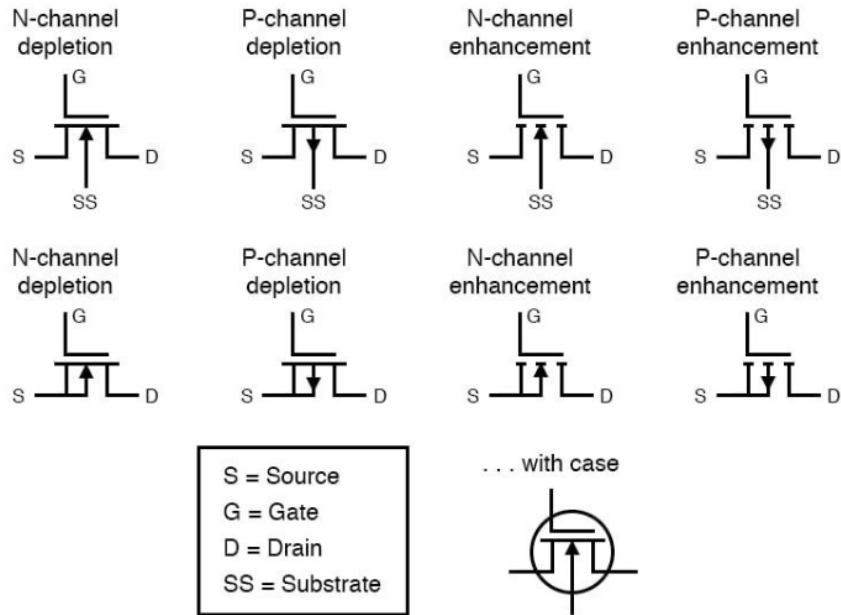 N-channel
depletion
P-channel
depletion
N-channel
enhancement
P-channel
enhancement
G
G
G
G
S
D
S
D
S
D
S
D
SS
SS
SS
SS
N-channel
depletion
P-channel
depletion
N-channel
enhancement
P-channel
enhancement
G
G
G
G
S
D
S
D
S
D
S
D
S = Source
G = Gate
D = Drain
SS = Substrate
. . . with case